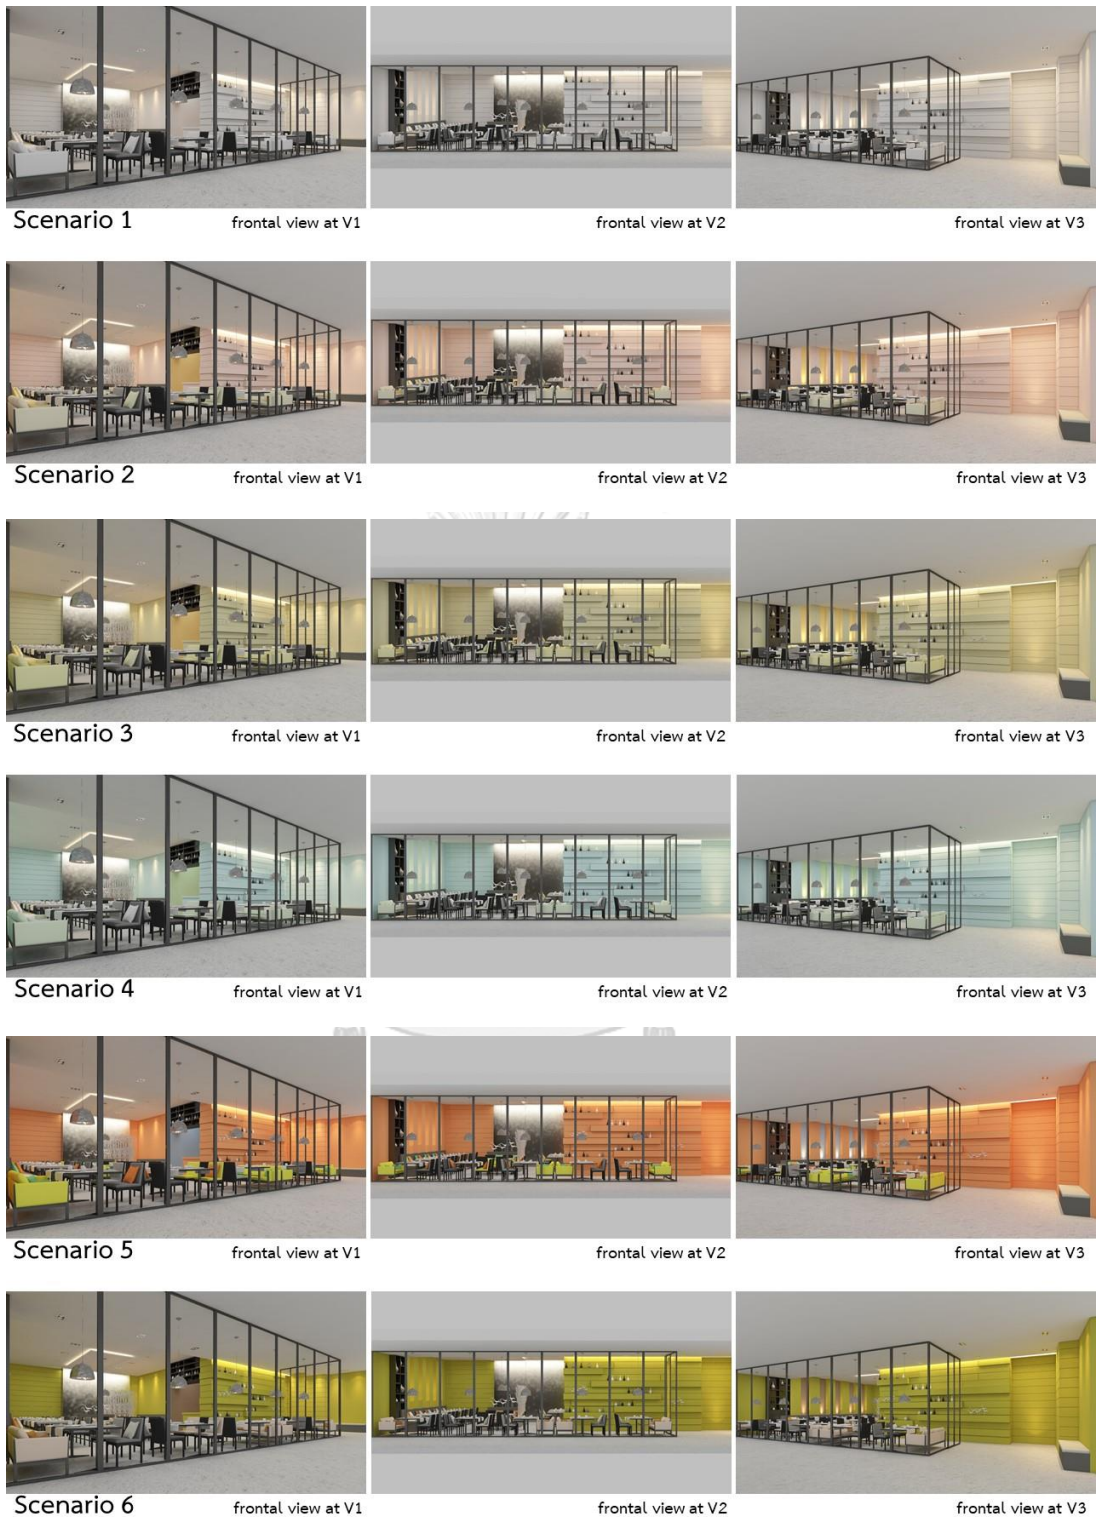 Scenario 1 frontal view at V1 frontal view at V2 frontal view at V3
Scenario 2 frontal view at V1 frontal view at V2 frontal view at V3
Scenario 3 frontal view at V1 frontal view at V2 frontal view at V3
Scenario 4 frontal view at V1 frontal view at V2 frontal view at V3
Scenario 5 frontal view at V1 frontal view at V2 frontal view at V3
Scenario 6 frontal view at V1 frontal view at V2 frontal view at V3